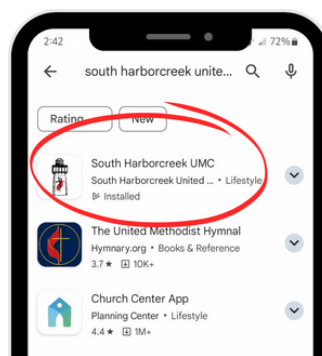 2:42
72%
south harborcreek unite...
Rating
New
South Harborcreek UMC
South Harborcreek United ... • Lifestyle
Installed
The United Methodist Hymnal
Hymnary.org • Books & Reference
3.7★ 10K+
Church Center App
Planning Center • Lifestyle
4.4★ 1M+